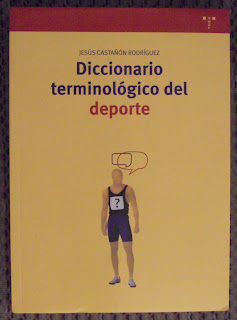 JESÚS CASTAÑÓN RODRÍGUEZ
Diccionario
terminológico del
deporte
?